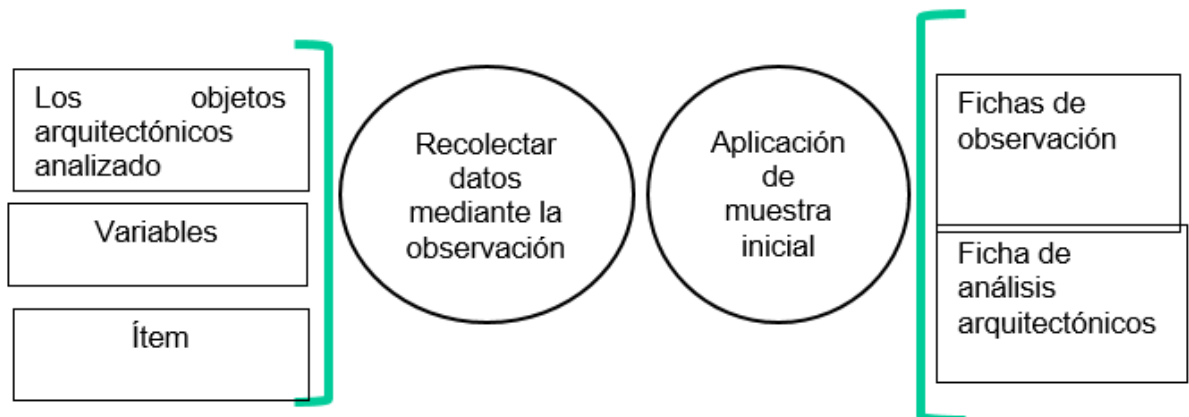 Los objetos
arquitectónicos
analizado
Variables
Ítem
Recolectar
datos
mediante la
observación
Aplicación
de
muestra
inicial
Fichas de
observación
Ficha de
análisis
arquitectónicos